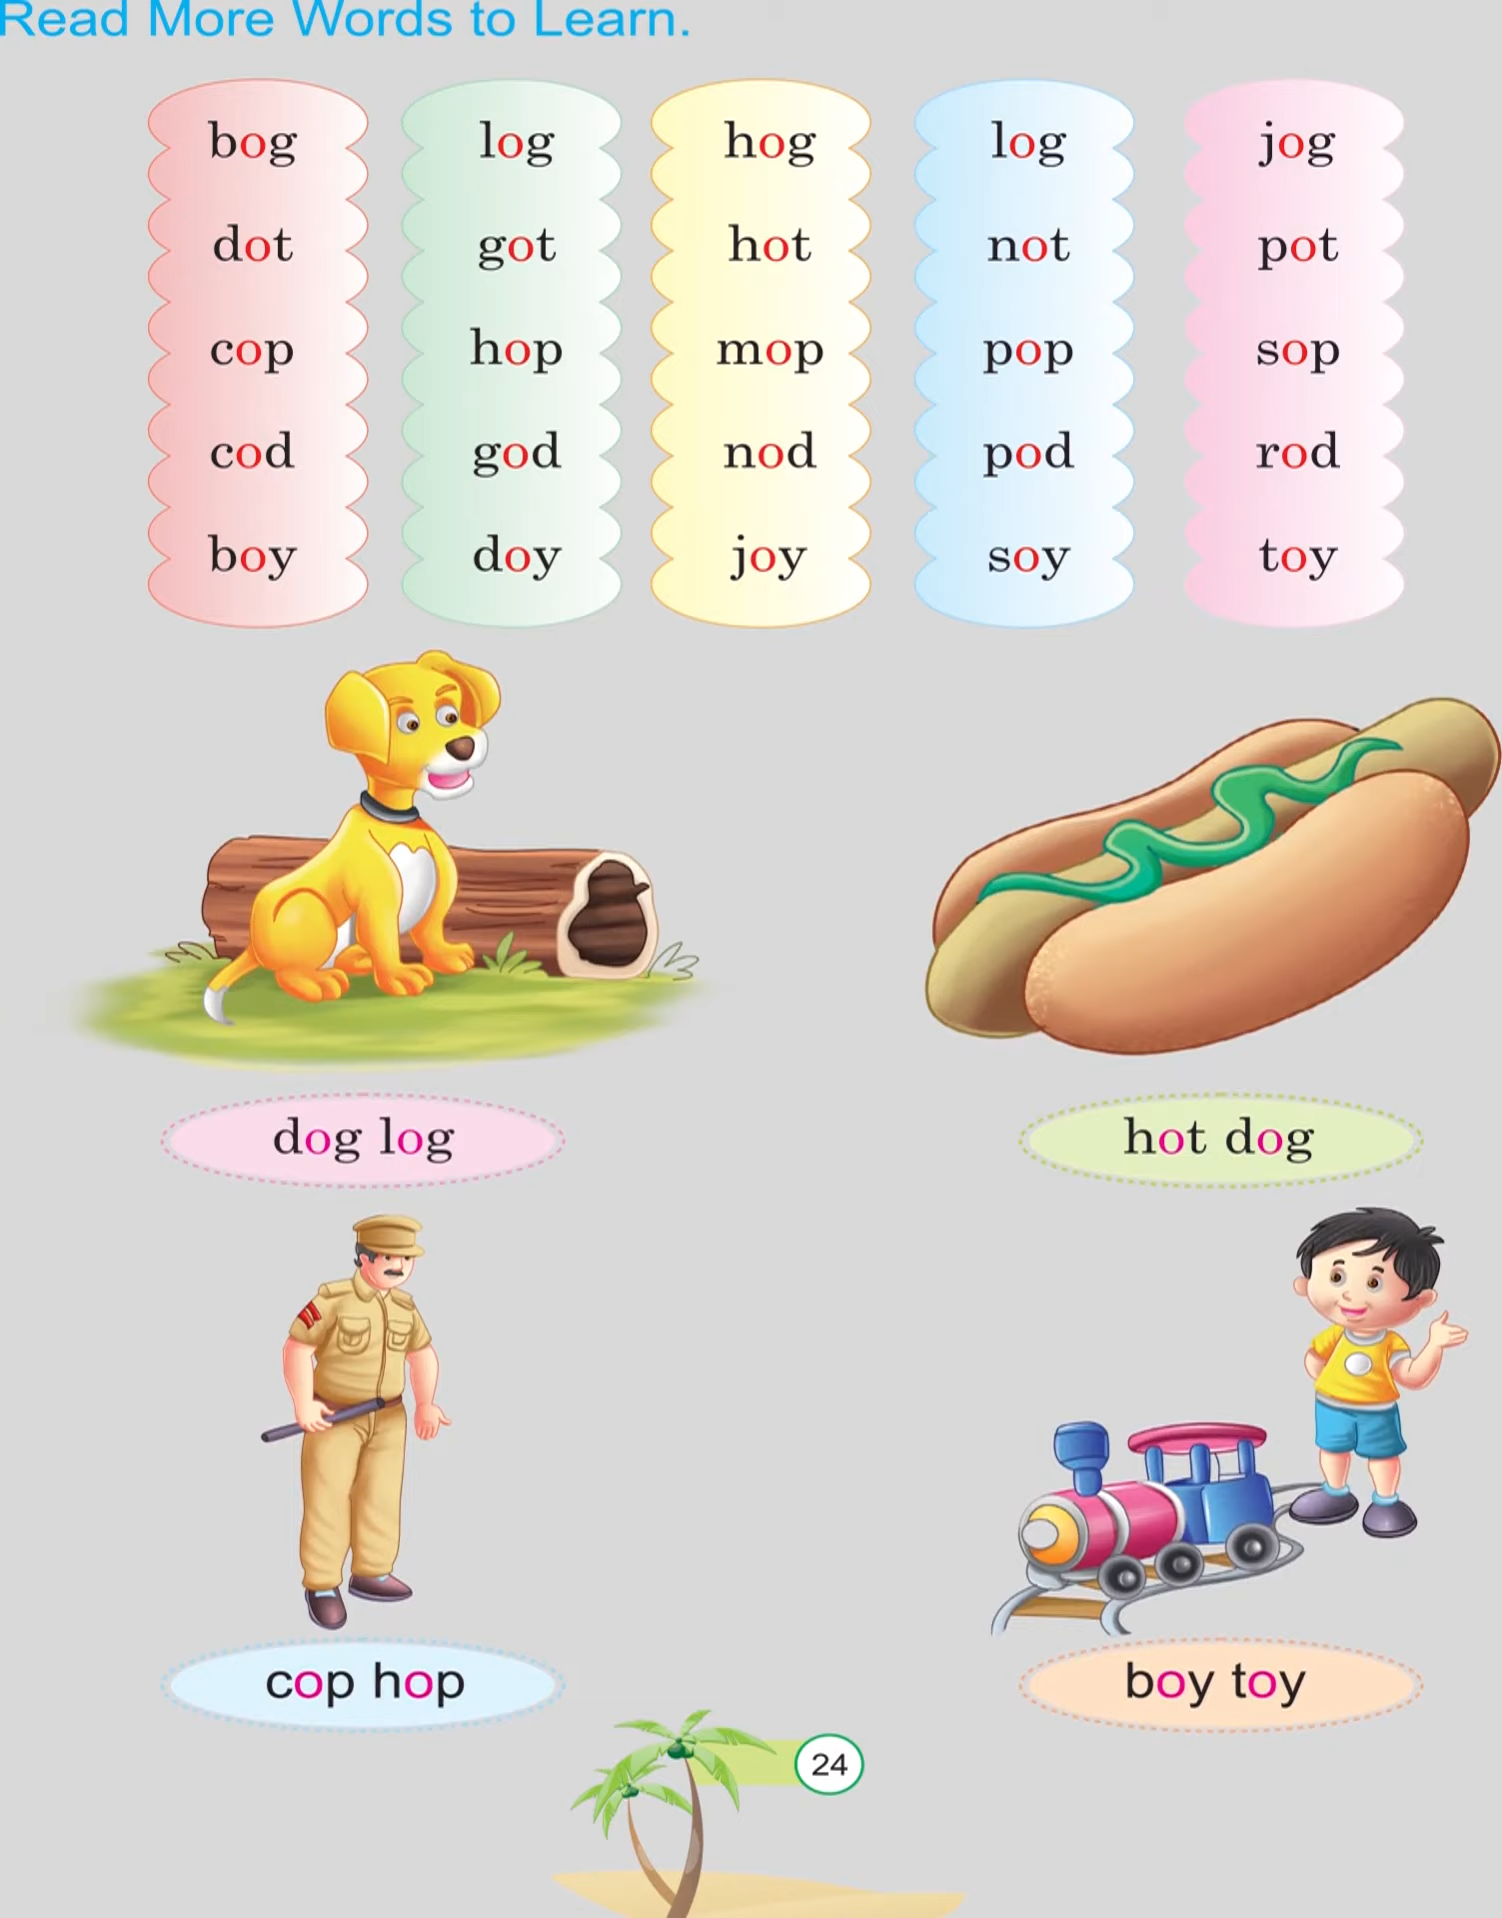 Read More Words to Learn.
bog log hog log jog
dot got hot not pot
cop hop mop pop sop
cod god nod pod rod
boy doy joy soy toy
dog log
hot dog
cop hop
boy toy
24